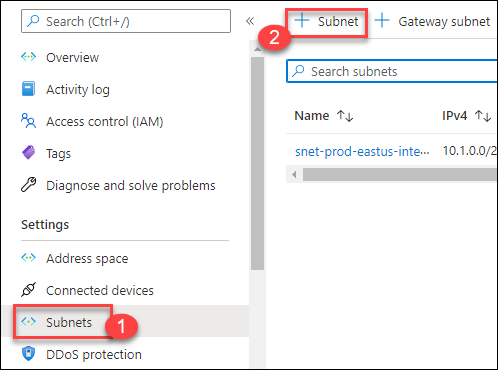 Search (Ctrl+/)
«
Overview
Activity log
Access control (IAM)
Tags
Diagnose and solve problems
Settings
Address space
Connected devices
Subnets
1
DDoS protection
2
+ Subnet
+ Gateway subnet
Search subnets
Name ↑↓ IPv4 ↑↓
snet-prod-eastus-inte... 10.1.0.0/2